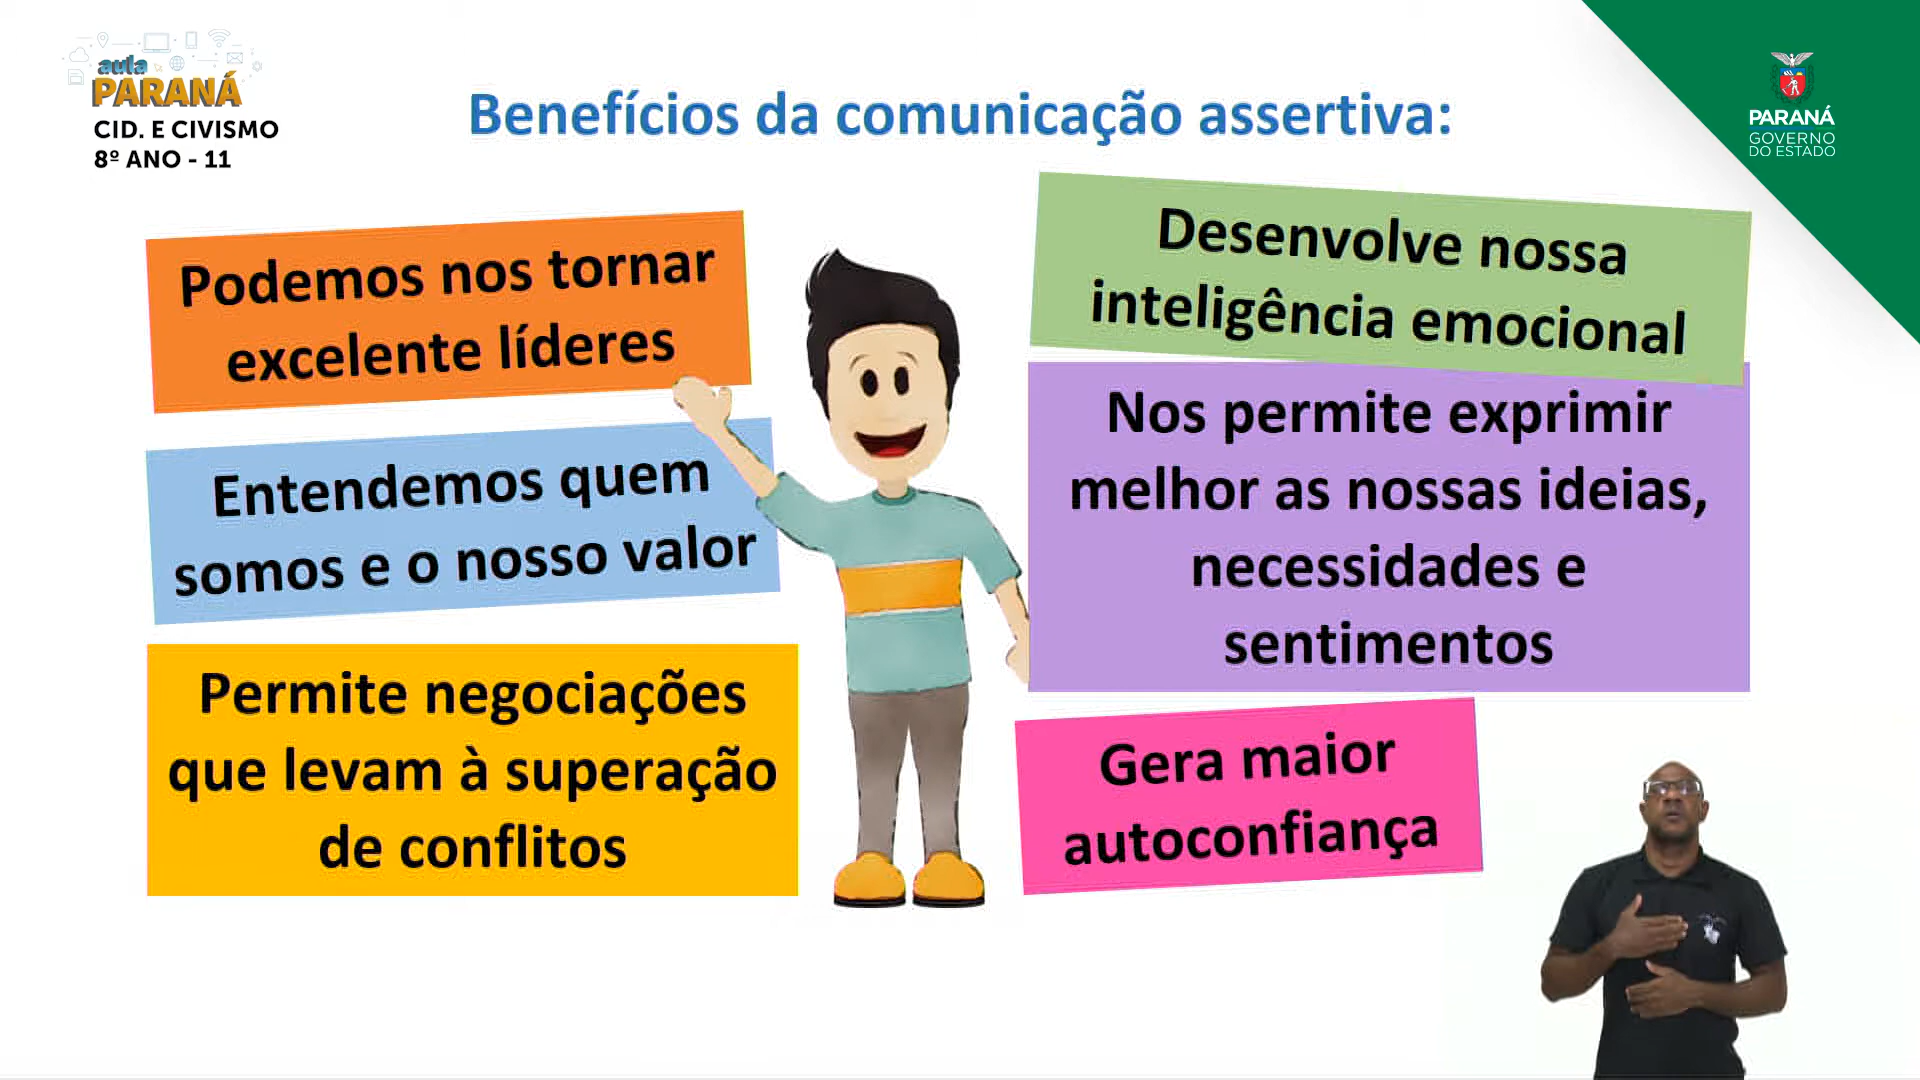 aula
PARANÁ
CID. E CIVISMO
8º ANO - 11
Benefícios da comunicação assertiva:
PARANÁ
GOVERNO
DO ESTADO
Podemos nos tornar
excelente líderes
Entendemos quem
somos e o nosso valor
Permite negociações
que levam à superação
de conflitos
Desenvolve nossa
inteligência emocional
Nos permite exprimir
melhor as nossas ideias,
necessidades e
sentimentos
Gera maior
autoconfiança